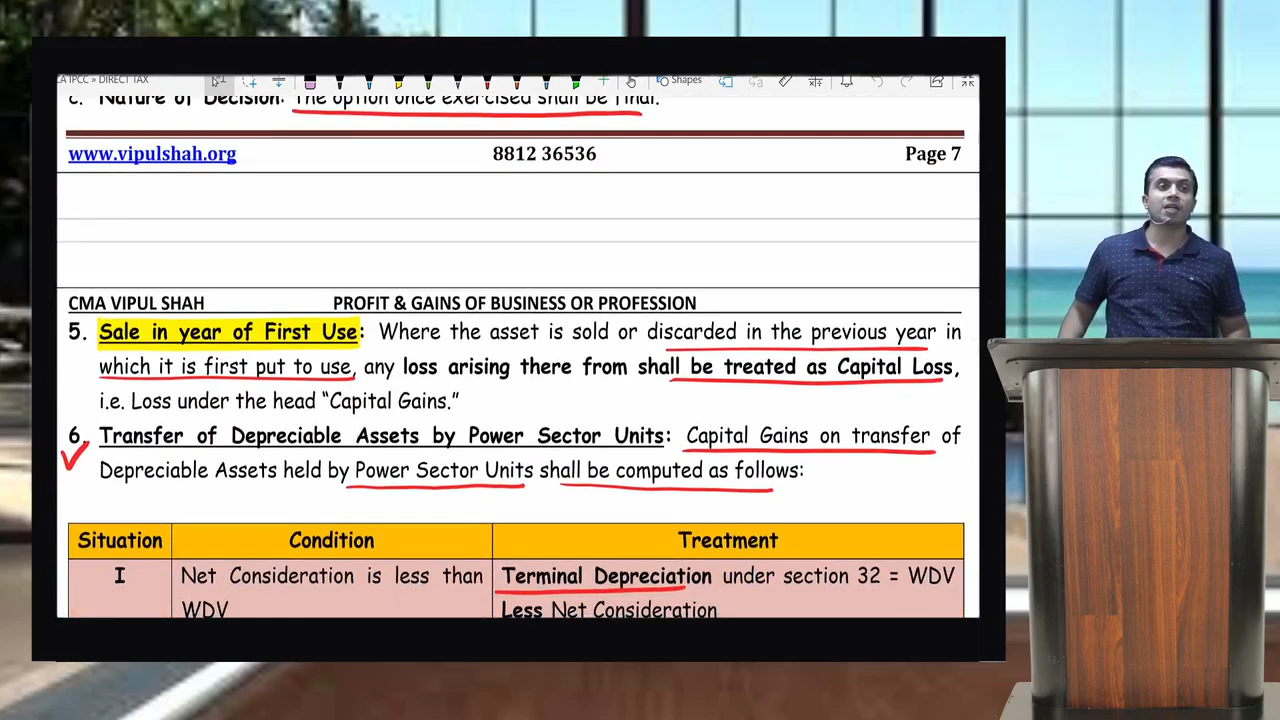 CA IPCC » DIRECT TAX
Shapes
c. Nature of Decision: The option once exercised shall be Final.
www.vipulshah.org 8812 36536 Page 7
CMA VIPUL SHAH PROFIT & GAINS OF BUSINESS OR PROFESSION
5. Sale in year of First Use: Where the asset is sold or discarded in the previous year in
which it is first put to use, any loss arising there from shall be treated as Capital Loss,
i.e. Loss under the head “Capital Gains.”
6. Transfer of Depreciable Assets by Power Sector Units: Capital Gains on transfer of
Depreciable Assets held by Power Sector Units shall be computed as follows:
Situation Condition Treatment
I Net Consideration is less than Terminal Depreciation under section 32 = WDV
WDV Less Net Consideration